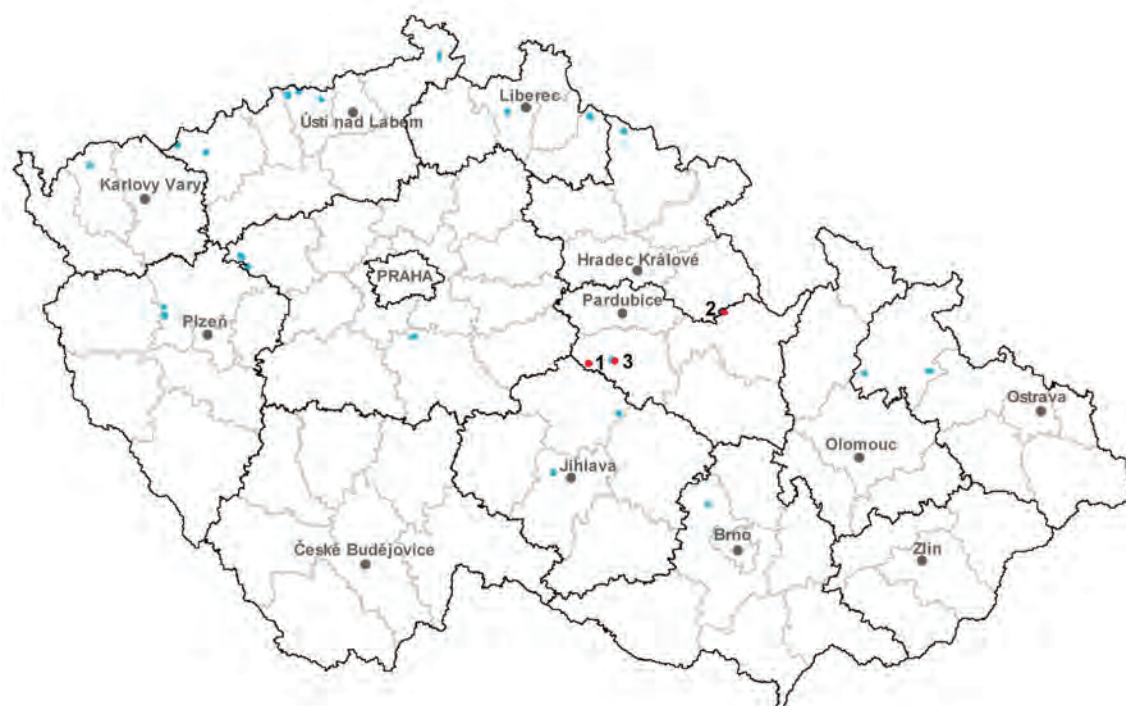 Liberec
Ústí nad Labem
Karlovy Vary
Hradec Králové
PRAHA
Pardubice
2
Plzeň
1
3
Ostrava
Olomouc
Jihlava
Brno
České Budějovice
Zlín